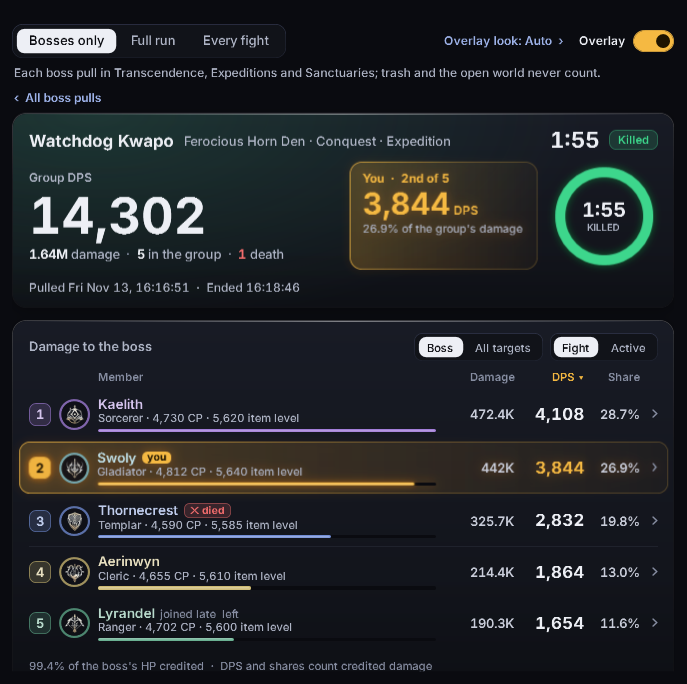 Bosses only Full run Every fight Overlay look: Auto › Overlay
Each boss pull in Transcendence, Expeditions and Sanctuaries; trash and the open world never count.
‹ All boss pulls
Watchdog Kwapo Ferocious Horn Den · Conquest · Expedition 1:55 Killed
Group DPS
14,302
1.64M damage · 5 in the group · 1 death
Pulled Fri Nov 13, 16:16:51 · Ended 16:18:46
You · 2nd of 5
3,844 DPS
26.9% of the group's damage
1:55
KILLED
Damage to the boss Boss All targets Fight Active
Member Damage DPS ▾ Share
1 Kaelith 472.4K 4,108 28.7% ›
Sorcerer · 4,730 CP · 5,620 item level
2 Swoly you 442K 3,844 26.9% ›
Gladiator · 4,812 CP · 5,640 item level
3 Thornecrest ✕ died 325.7K 2,832 19.8% ›
Templar · 4,590 CP · 5,585 item level
4 Aerinwyn 214.4K 1,864 13.0% ›
Cleric · 4,655 CP · 5,610 item level
5 Lyrandel joined late left 190.3K 1,654 11.6% ›
Ranger · 4,702 CP · 5,600 item level
99.4% of the boss's HP credited · DPS and shares count credited damage